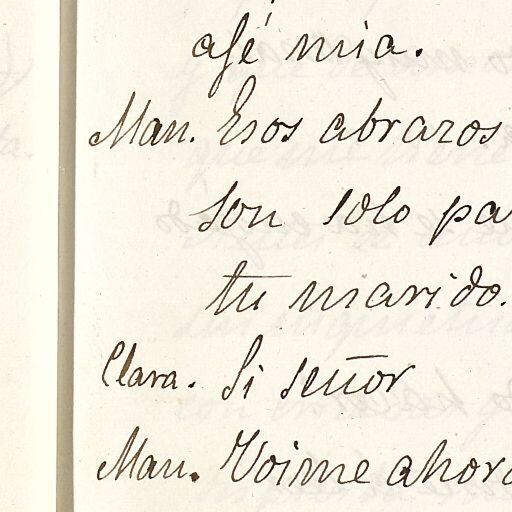 afé mia.
Man. Esos abrazos
son solo pa
tu marido.
Clara. Si señor
Man. Voime ahora